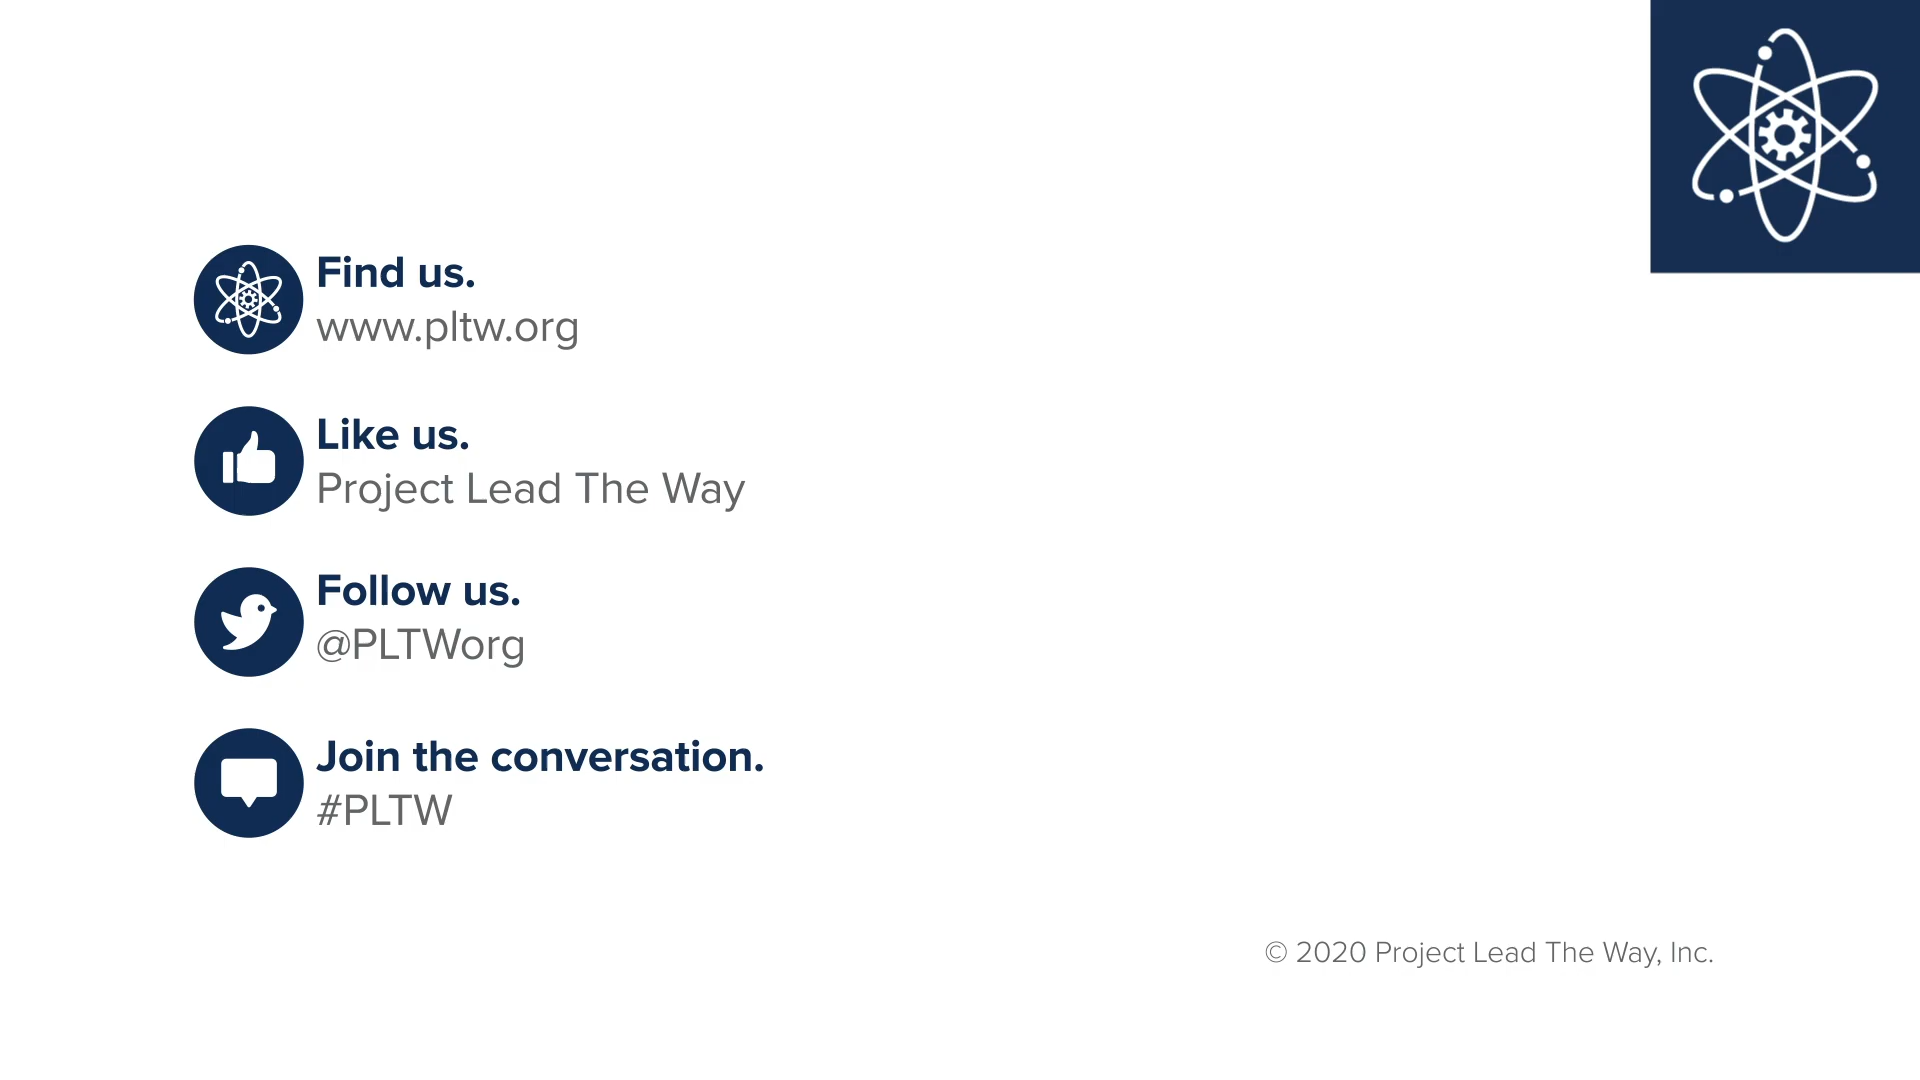 Find us.
www.pltw.org
Like us.
Project Lead The Way
Follow us.
@PLTWorg
Join the conversation.
#PLTW
© 2020 Project Lead The Way, Inc.